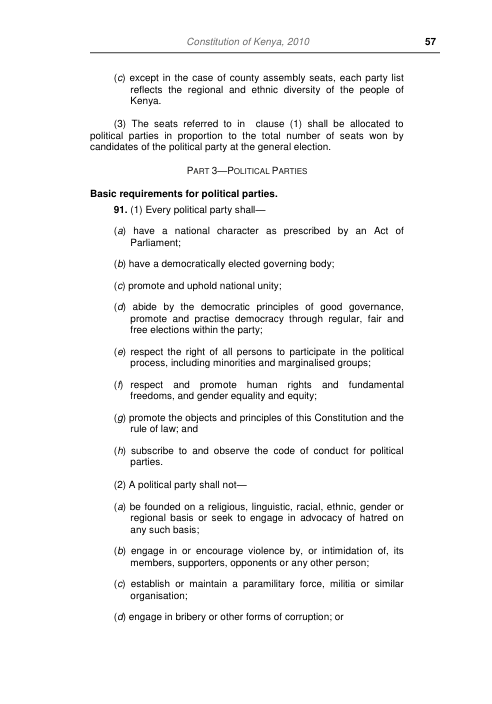 Constitution of Kenya, 2010 57
(c) except in the case of county assembly seats, each party list
reflects the regional and ethnic diversity of the people of
Kenya.
(3) The seats referred to in clause (1) shall be allocated to
political parties in proportion to the total number of seats won by
candidates of the political party at the general election.
PART 3—POLITICAL PARTIES
Basic requirements for political parties.
91. (1) Every political party shall—
(a) have a national character as prescribed by an Act of
Parliament;
(b) have a democratically elected governing body;
(c) promote and uphold national unity;
(d) abide by the democratic principles of good governance,
promote and practise democracy through regular, fair and
free elections within the party;
(e) respect the right of all persons to participate in the political
process, including minorities and marginalised groups;
(f) respect and promote human rights and fundamental
freedoms, and gender equality and equity;
(g) promote the objects and principles of this Constitution and the
rule of law; and
(h) subscribe to and observe the code of conduct for political
parties.
(2) A political party shall not—
(a) be founded on a religious, linguistic, racial, ethnic, gender or
regional basis or seek to engage in advocacy of hatred on
any such basis;
(b) engage in or encourage violence by, or intimidation of, its
members, supporters, opponents or any other person;
(c) establish or maintain a paramilitary force, militia or similar
organisation;
(d) engage in bribery or other forms of corruption; or